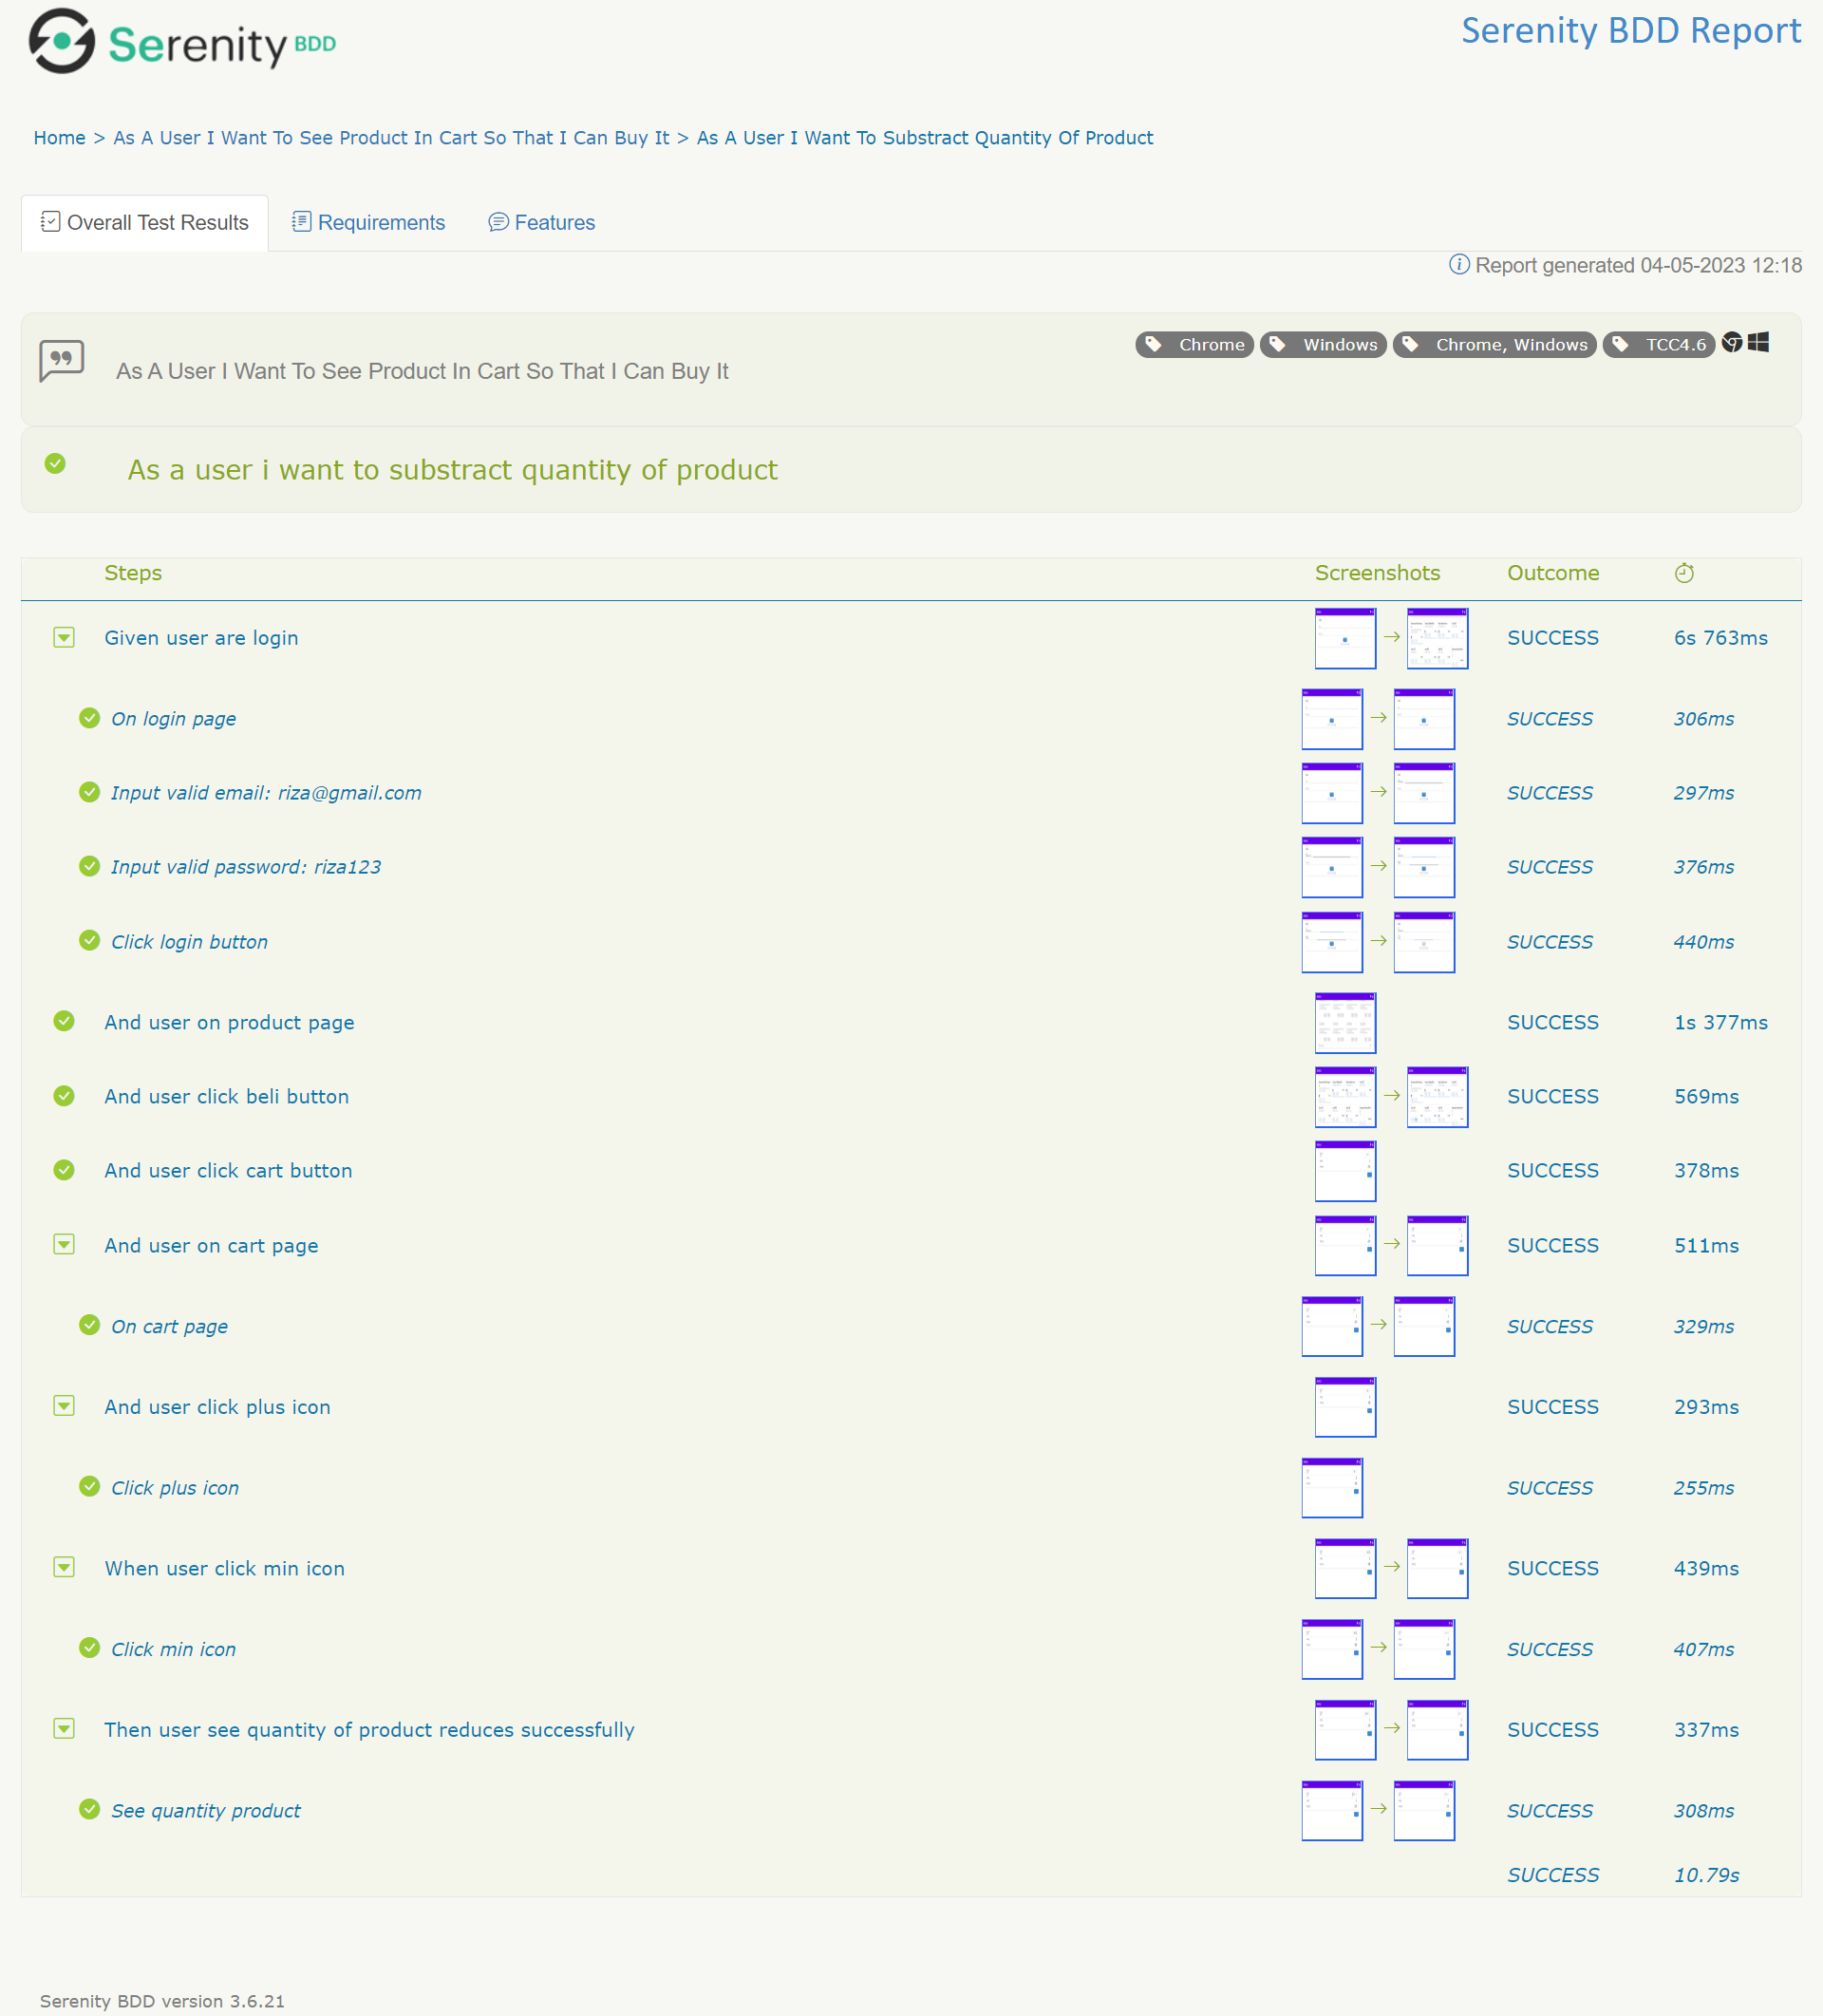 Serenity BDD
Serenity BDD Report
Home > As A User I Want To See Product In Cart So That I Can Buy It > As A User I Want To Substract Quantity Of Product
Overall Test Results Requirements Features
Report generated 04-05-2023 12:18
Chrome Windows Chrome, Windows TCC4.6
As A User I Want To See Product In Cart So That I Can Buy It
As a user i want to substract quantity of product
Steps Screenshots Outcome
Given user are login SUCCESS 6s 763ms
On login page SUCCESS 306ms
Input valid email: riza@gmail.com SUCCESS 297ms
Input valid password: riza123 SUCCESS 376ms
Click login button SUCCESS 440ms
And user on product page SUCCESS 1s 377ms
And user click beli button SUCCESS 569ms
And user click cart button SUCCESS 378ms
And user on cart page SUCCESS 511ms
On cart page SUCCESS 329ms
And user click plus icon SUCCESS 293ms
Click plus icon SUCCESS 255ms
When user click min icon SUCCESS 439ms
Click min icon SUCCESS 407ms
Then user see quantity of product reduces successfully SUCCESS 337ms
See quantity product SUCCESS 308ms
SUCCESS 10.79s
Serenity BDD version 3.6.21